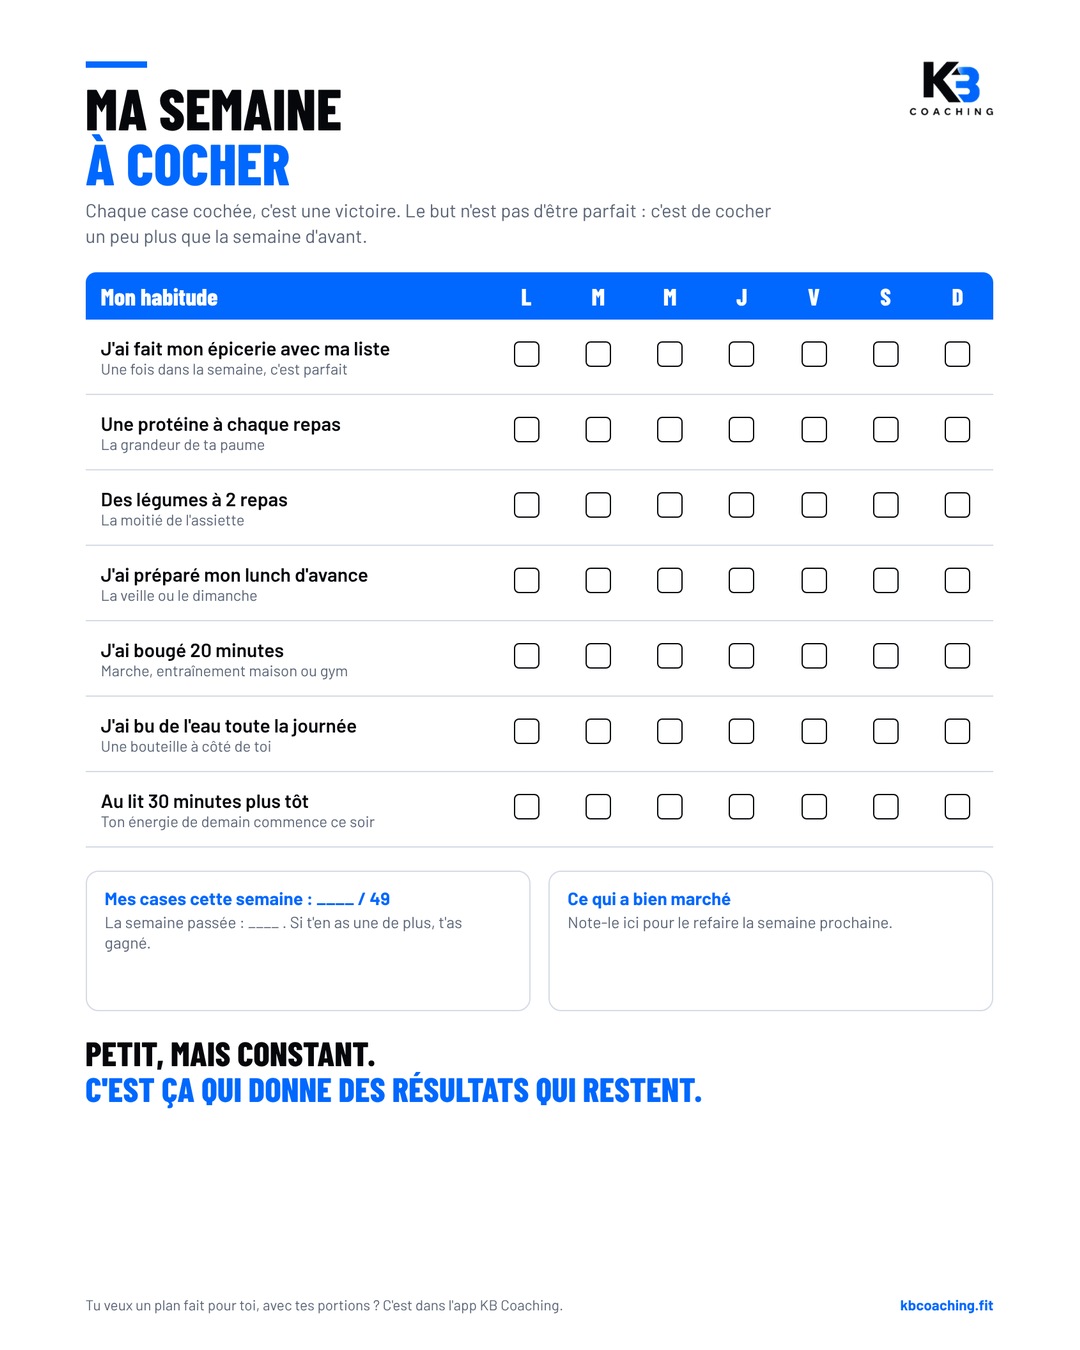 MA SEMAINE
À COCHER
KB
COACHING
Chaque case cochée, c'est une victoire. Le but n'est pas d'être parfait : c'est de cocher
un peu plus que la semaine d'avant.
Mon habitude L M M J V S D
J'ai fait mon épicerie avec ma liste
Une fois dans la semaine, c'est parfait
Une protéine à chaque repas
La grandeur de ta paume
Des légumes à 2 repas
La moitié de l'assiette
J'ai préparé mon lunch d'avance
La veille ou le dimanche
J'ai bougé 20 minutes
Marche, entraînement maison ou gym
J'ai bu de l'eau toute la journée
Une bouteille à côté de toi
Au lit 30 minutes plus tôt
Ton énergie de demain commence ce soir
Mes cases cette semaine : ____ / 49
La semaine passée : ____ . Si t'en as une de plus, t'as
gagné.
Ce qui a bien marché
Note-le ici pour le refaire la semaine prochaine.
PETIT, MAIS CONSTANT.
C'EST ÇA QUI DONNE DES RÉSULTATS QUI RESTENT.
Tu veux un plan fait pour toi, avec tes portions ? C'est dans l'app KB Coaching.
kbcoaching.fit